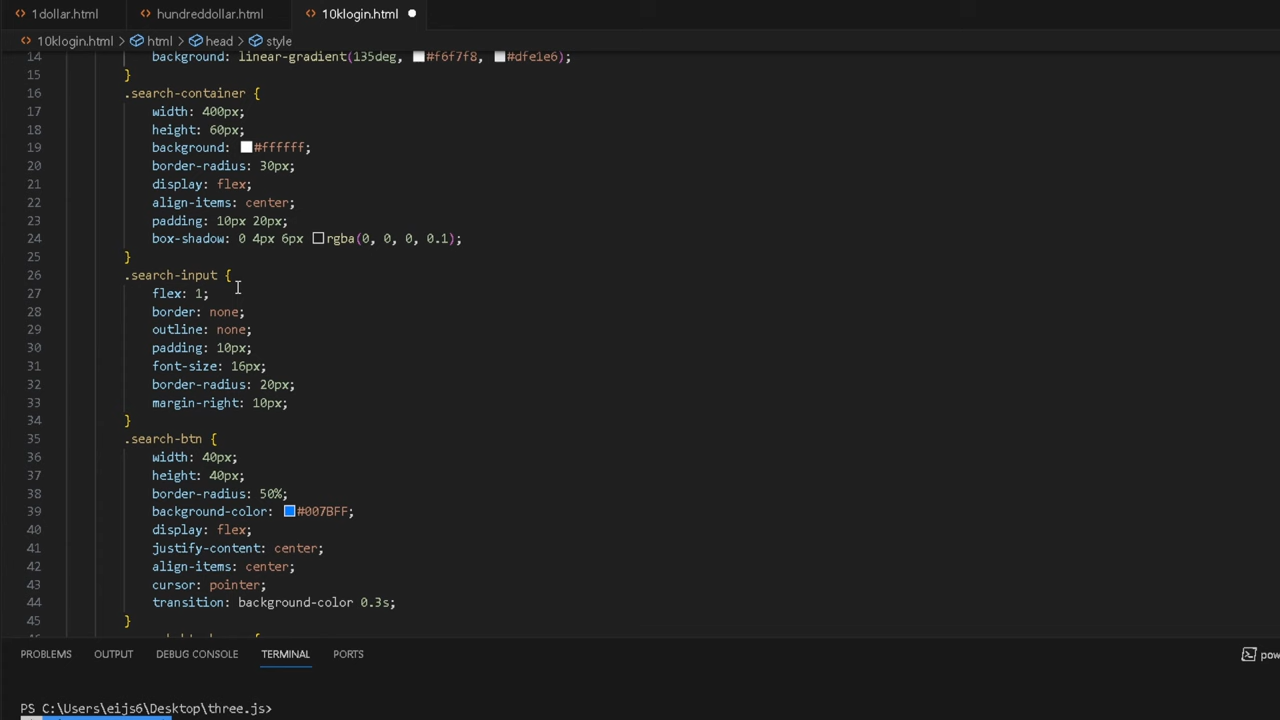 1dollar.html hundreddollar.html 10klogin.html
10klogin.html > html > head > style
14 background: linear-gradient(135deg, #f6f7f8, #dfe1e6);
15 }
16 .search-container {
17 width: 400px;
18 height: 60px;
19 background: #ffffff;
20 border-radius: 30px;
21 display: flex;
22 align-items: center;
23 padding: 10px 20px;
24 box-shadow: 0 4px 6px rgba(0, 0, 0, 0.1);
25 }
26 .search-input {
27 flex: 1;
28 border: none;
29 outline: none;
30 padding: 10px;
31 font-size: 16px;
32 border-radius: 20px;
33 margin-right: 10px;
34 }
35 .search-btn {
36 width: 40px;
37 height: 40px;
38 border-radius: 50%;
39 background-color: #007BFF;
40 display: flex;
41 justify-content: center;
42 align-items: center;
43 cursor: pointer;
44 transition: background-color 0.3s;
45 }
PROBLEMS OUTPUT DEBUG CONSOLE TERMINAL PORTS pow
PS C:\Users\eijs6\Desktop\three.js>